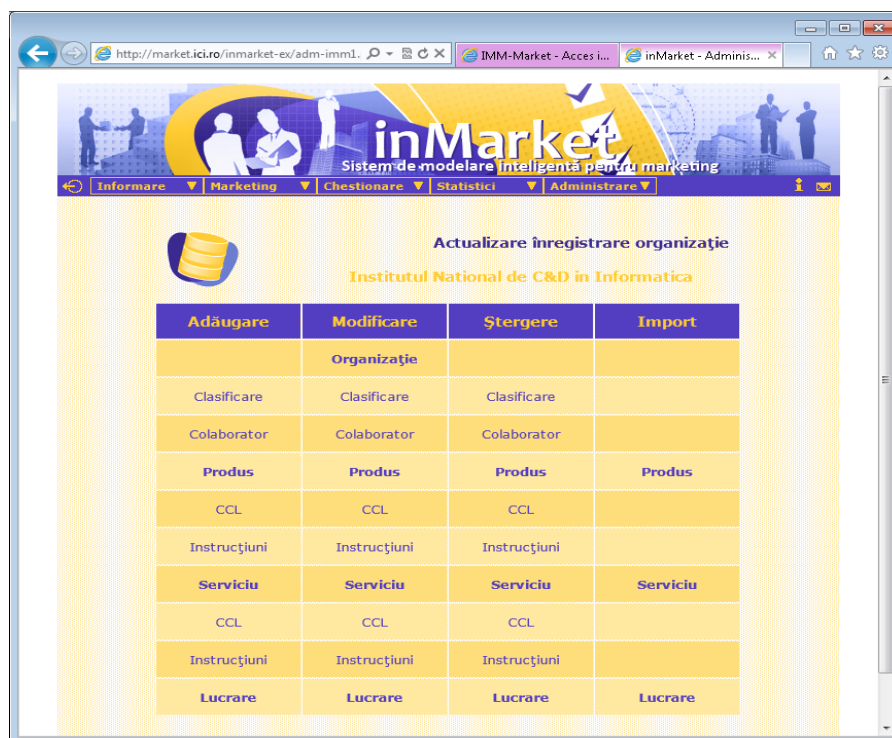 http://market.ici.ro/inmarket-ex/adm-imm1.
IMM-Market - Acces i...
inMarket - Adminis...
inMarket
Sistem de modelare inteligentă pentru marketing
Informare Marketing Chestionare Statistici Administrare
Actualizare înregistrare organizaţie
Institutul National de C&D in Informatica
Adăugare Modificare Ştergere Import
Organizaţie
Clasificare Clasificare Clasificare
Colaborator Colaborator Colaborator
Produs Produs Produs Produs
CCL CCL CCL
Instrucţiuni Instrucţiuni Instrucţiuni
Serviciu Serviciu Serviciu Serviciu
CCL CCL CCL
Instrucţiuni Instrucţiuni Instrucţiuni
Lucrare Lucrare Lucrare Lucrare